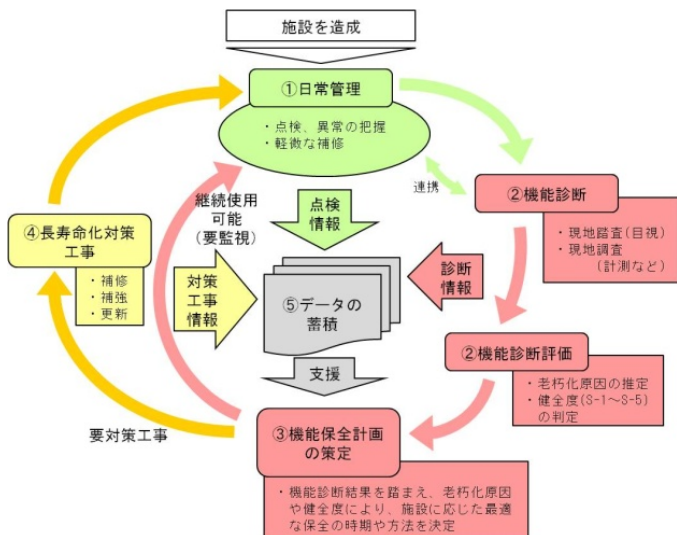 施設を造成
①日常管理
・点検、異常の把握
・軽微な補修
連携
②機能診断
・現地踏査(目視)
・現地調査
(計測など)
継続使用
可能
(要監視)
点検
情報
④長寿命化対策
工事
・補修
・補強
・更新
対策
工事
情報
⑤データの
蓄積
診断
情報
②機能診断評価
・老朽化原因の推定
・健全度(S-1～S-5)
の判定
支援
要対策工事
③機能保全計画
の策定
・機能診断結果を踏まえ、老朽化原因
や健全度により、施設に応じた最適
な保全の時期や方法を決定